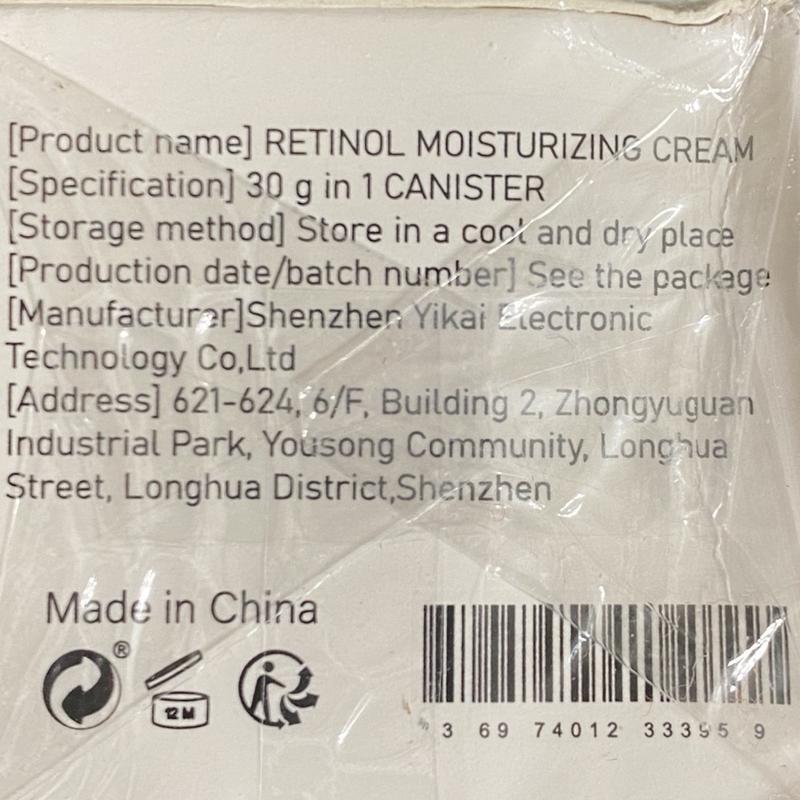 [Product name] RETINOL MOISTURIZING CREAM
[Specification] 30 g in 1 CANISTER
[Storage method] Store in a cool and dry place
[Production date/batch number] See the package
[Manufacturer]Shenzhen Yikai Electronic
Technology Co,Ltd
[Address] 621-624, 6/F, Building 2, Zhongyuguan
Industrial Park, Yousong Community, Longhua
Street, Longhua District,Shenzhen
Made in China
®
12 M
3 69 74012 33395 9